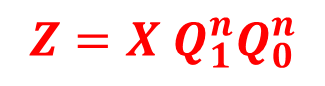 Z = X Q₁ⁿQ₀ⁿ